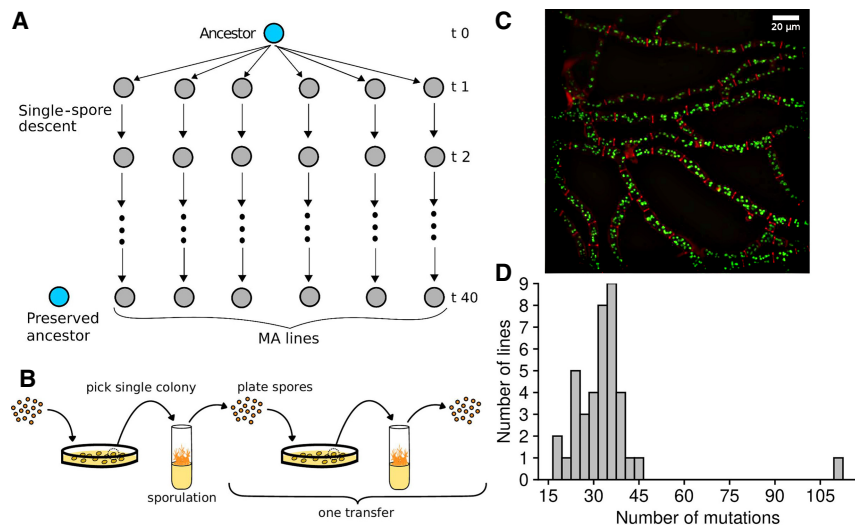 A
Ancestor
t 0
t 1
Single-spore
descent
t 2
t 40
Preserved
ancestor
MA lines
B
pick single colony
plate spores
sporulation
one transfer
C
20 µm
D
Number of lines
9
8
7
6
5
4
3
2
1
0
15
30
45
60
75
90
105
Number of mutations